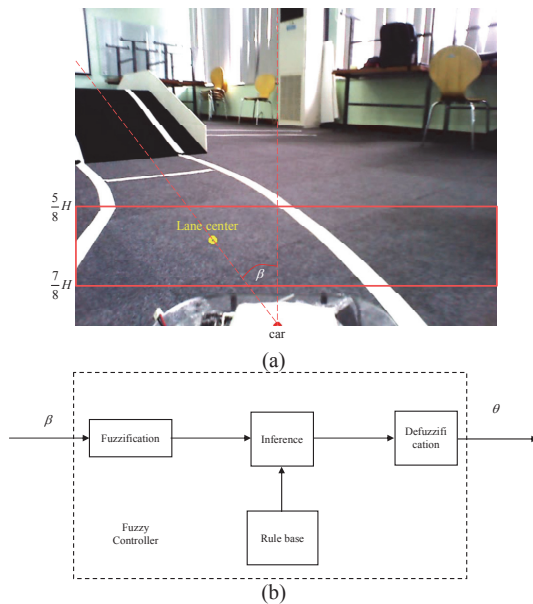 5/8 H
Lane center
β
7/8 H
car
(a)
β
θ
Fuzzification
Inference
Defuzzifi
cation
Fuzzy
Controller
Rule base
(b)